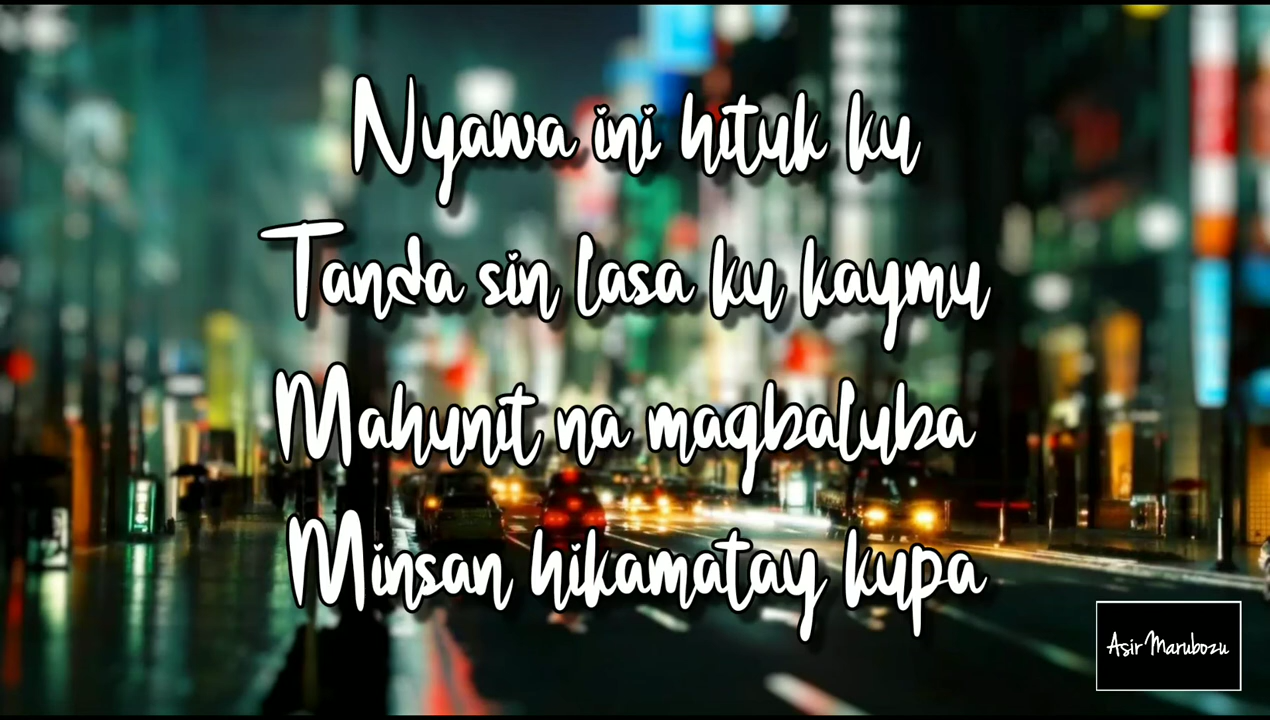 Nyawa ini hituk ku
Tanda sin lasa ku kaymu
Mahunit na magbaluba
Minsan hikamatay kupa
Asir Marubozu